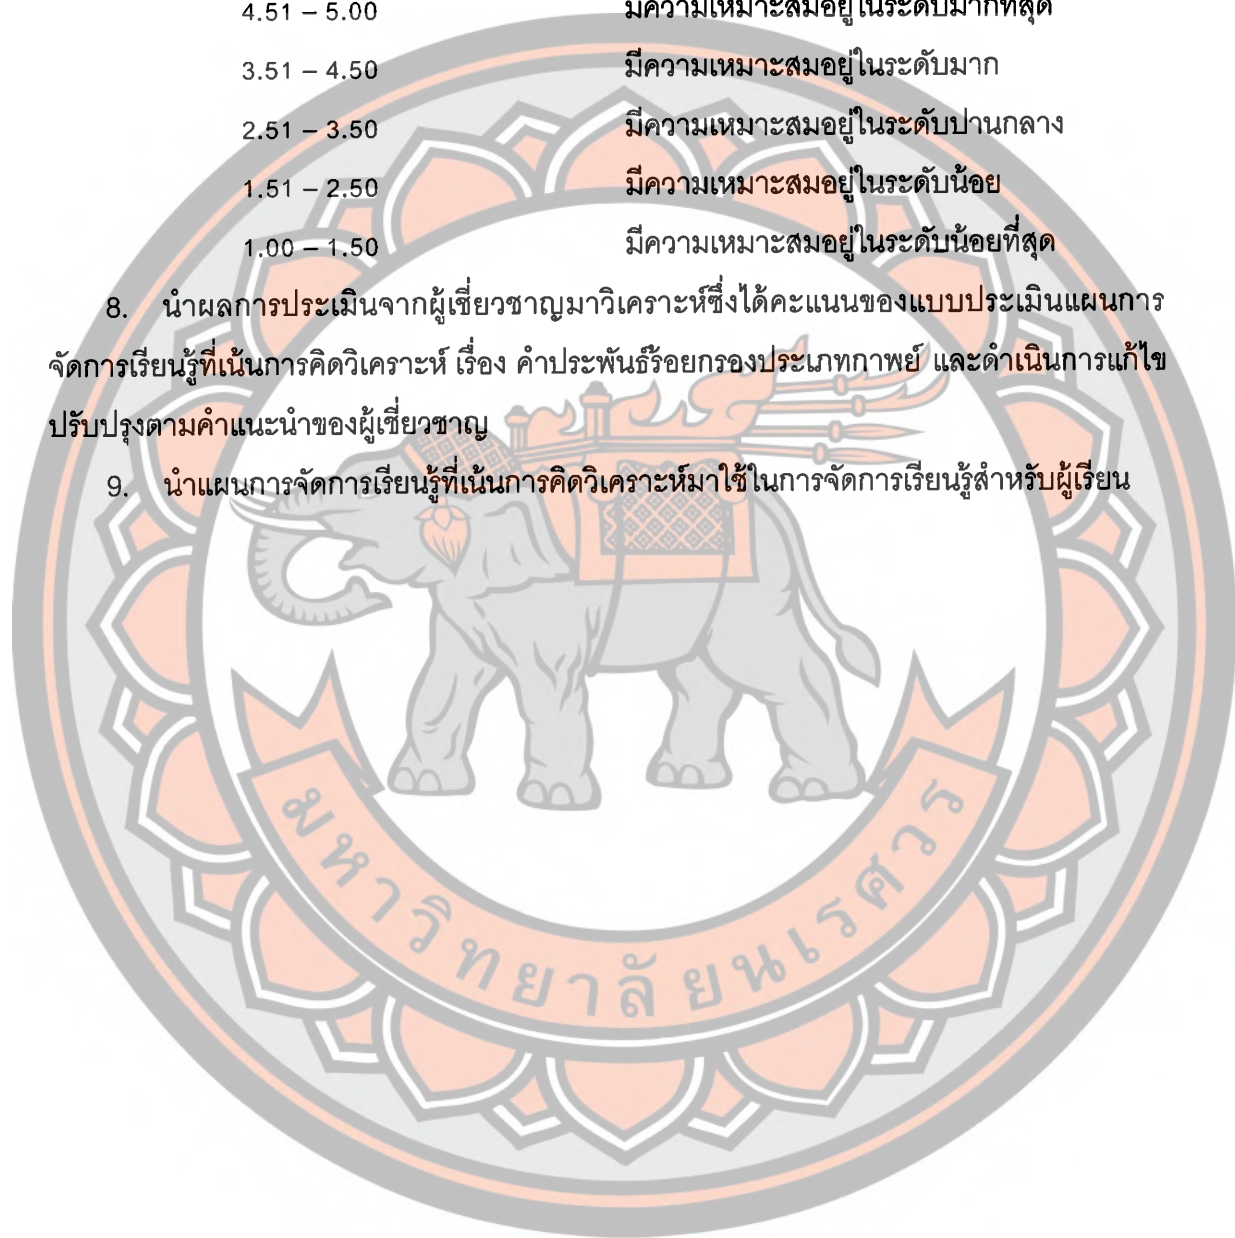 4.51 – 5.00 มีความเหมาะสมอยู่ในระดับมากที่สุด
3.51 – 4.50 มีความเหมาะสมอยู่ในระดับมาก
2.51 – 3.50 มีความเหมาะสมอยู่ในระดับปานกลาง
1.51 – 2.50 มีความเหมาะสมอยู่ในระดับน้อย
1.00 – 1.50 มีความเหมาะสมอยู่ในระดับน้อยที่สุด
8. นำผลการประเมินจากผู้เชี่ยวชาญมาวิเคราะห์ซึ่งได้คะแนนของแบบประเมินแผนการ
จัดการเรียนรู้ที่เน้นการคิดวิเคราะห์ เรื่อง คำประพันธ์ร้อยกรองประเภทกาพย์ และดำเนินการแก้ไข
ปรับปรุงตามคำแนะนำของผู้เชี่ยวชาญ
9. นำแผนการจัดการเรียนรู้ที่เน้นการคิดวิเคราะห์มาใช้ในการจัดการเรียนรู้สำหรับผู้เรียน
มหาวิทยาลัยนเรศวร